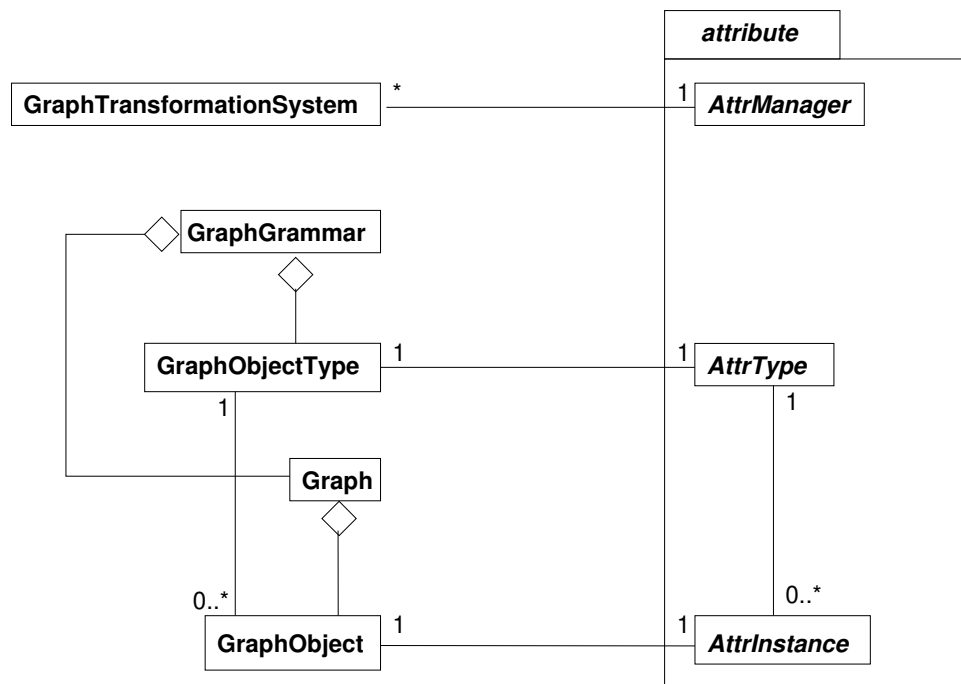 attribute
GraphTransformationSystem
*
1
AttrManager
GraphGrammar
GraphObjectType
1
1
AttrType
1
1
Graph
0..*
0..*
GraphObject
1
1
AttrInstance